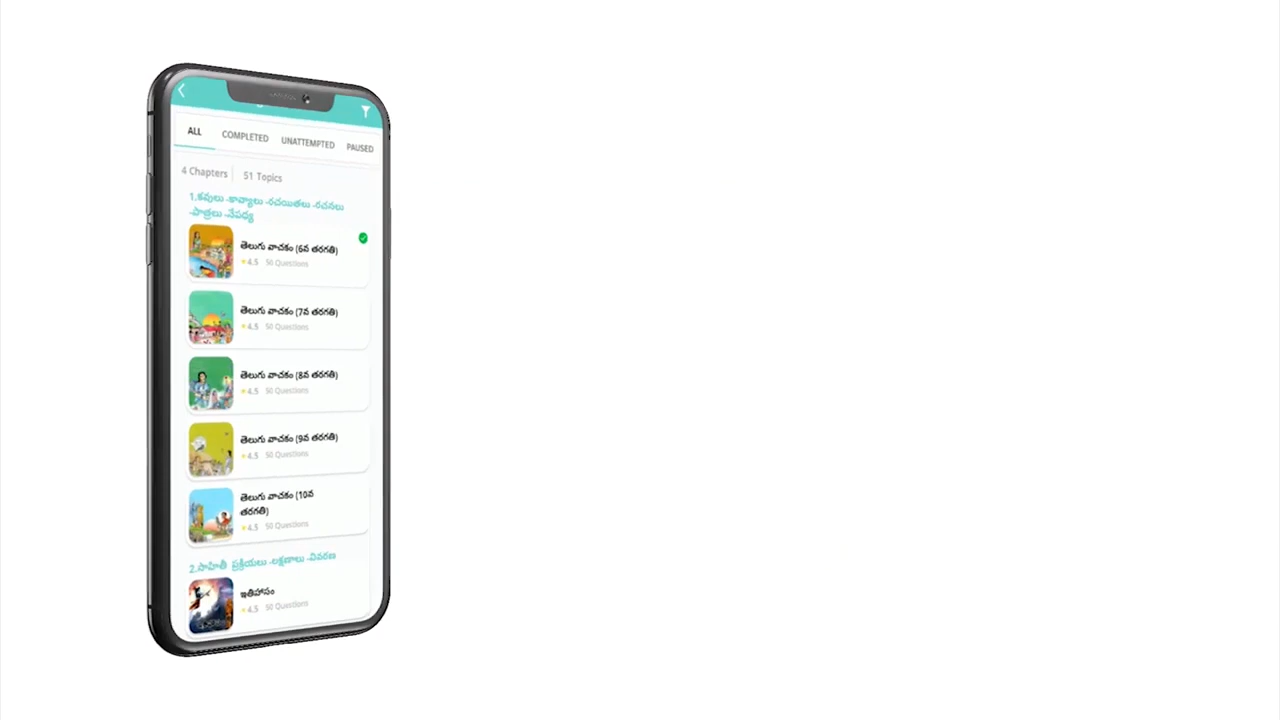 ALL COMPLETED UNATTEMPTED PAUSED
4 Chapters 51 Topics
1.కవులు -కావ్యాలు -రచయితలు -రచనలు
-పాత్రలు -నేపధ్య
తెలుగు వాచకం (6వ తరగతి)
4.5 50 Questions
తెలుగు వాచకం (7వ తరగతి)
4.5 50 Questions
తెలుగు వాచకం (8వ తరగతి)
4.5 50 Questions
తెలుగు వాచకం (9వ తరగతి)
4.5 50 Questions
తెలుగు వాచకం (10వ
తరగతి)
4.5 50 Questions
2.సాహితీ ప్రక్రియలు -లక్షణాలు -వివరణ
ఇతిహాసం
4.5 50 Questions